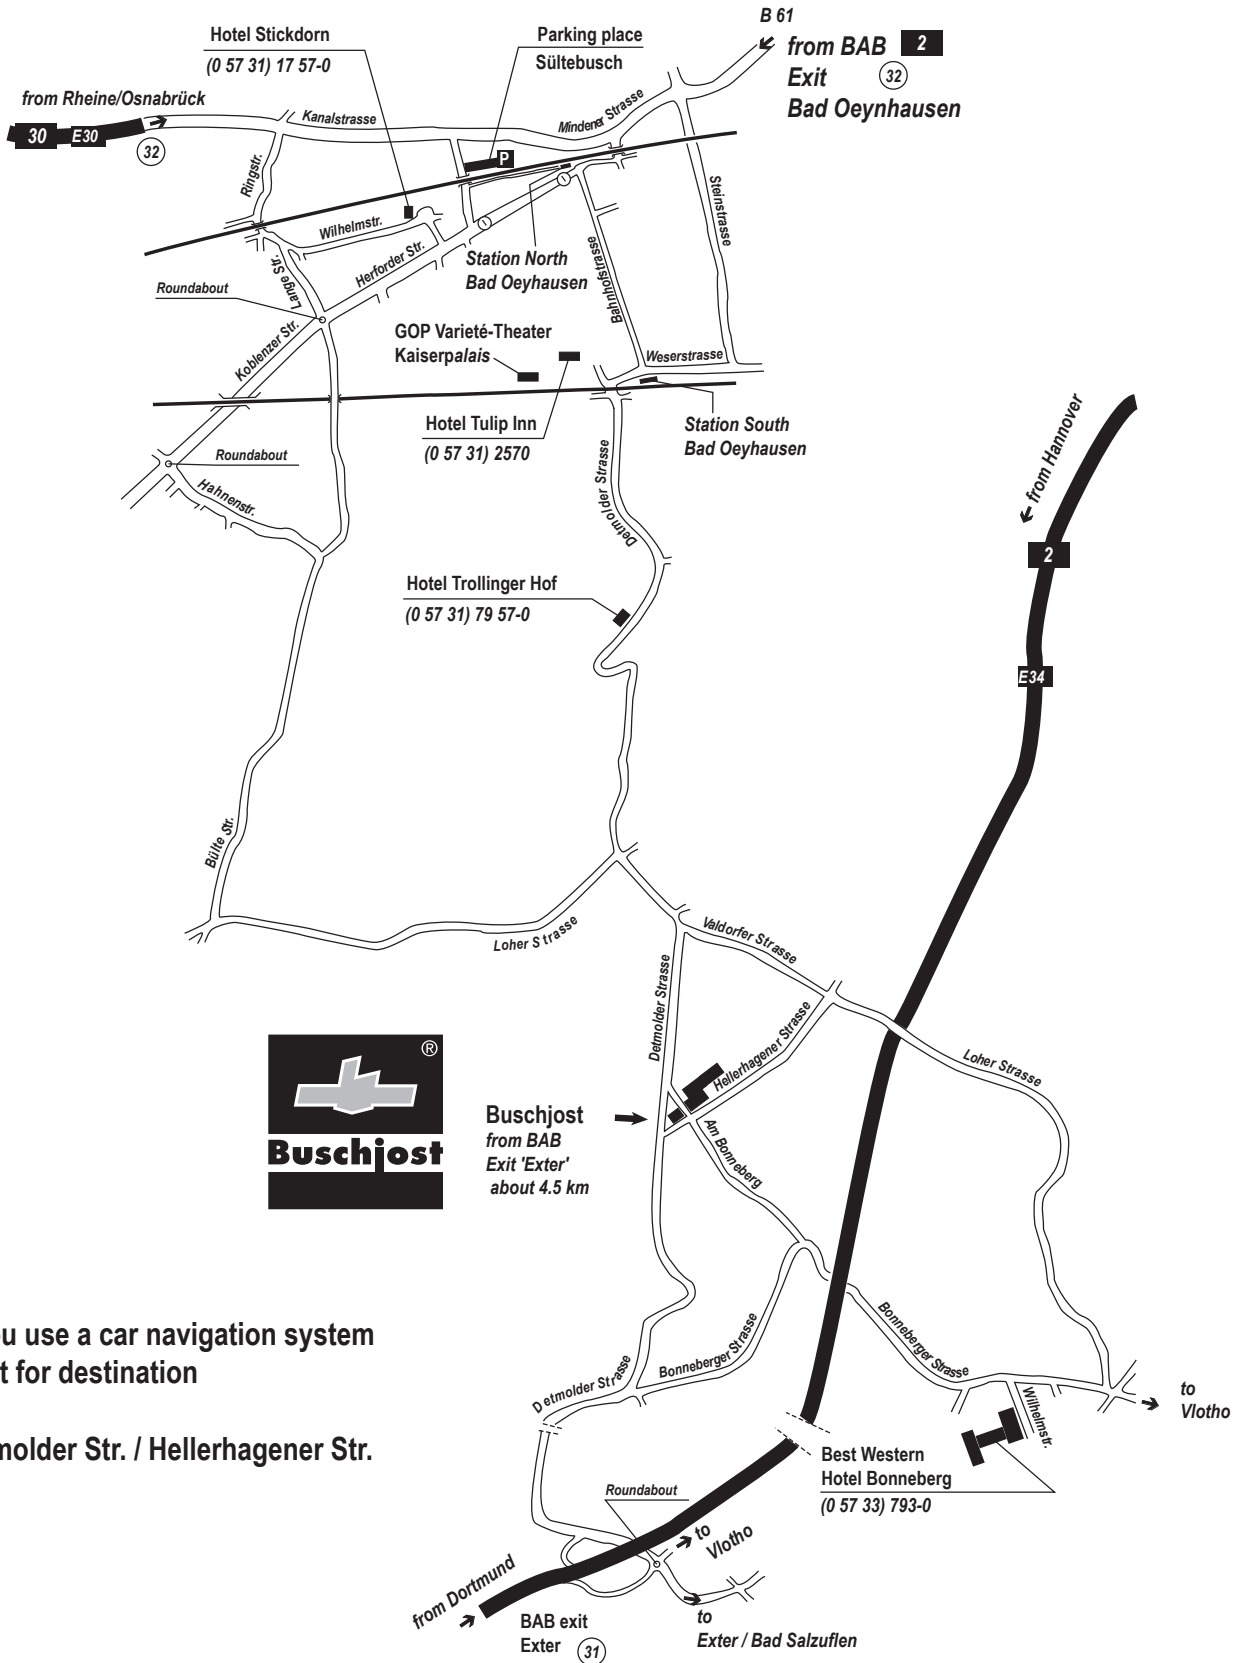 B 61
from BAB 2
Exit 32
Bad Oeynhausen
Hotel Stickdorn
(0 57 31) 17 57-0
Parking place
Sültebusch
from Rheine/Osnabrück
30 E30
32
Kanalstrasse
Mindener Strasse
P
Ringstr.
Wilhelmstr.
Steinstrasse
Herforder Str.
Lange Str.
Station North
Bad Oeyhausen
Bahnhofstrasse
Roundabout
Koblenzer Str.
GOP Varieté-Theater
Kaiserpalais
Weserstrasse
Hotel Tulip Inn
(0 57 31) 2570
Station South
Bad Oeyhausen
Roundabout
Hahnenstr.
Detmolder Strasse
from Hannover
2
Hotel Trollinger Hof
(0 57 31) 79 57-0
E34
Bülte Str.
Loher Strasse
Valdorfer Strasse
Detmolder Strasse
Hellerhagener Strasse
Loher Strasse
®
Buschjost
Buschjost
from BAB
Exit 'Exter'
about 4.5 km
Am Bonneberg
u use a car navigation system
t for destination
molder Str. / Hellerhagener Str.
Bonneberger Strasse
Bonneberger Strasse
Detmolder Strasse
Wilhelmstr.
to
Vlotho
Best Western
Hotel Bonneberg
(0 57 33) 793-0
Roundabout
to
Vlotho
from Dortmund
BAB exit
Exter 31
to
Exter / Bad Salzuflen